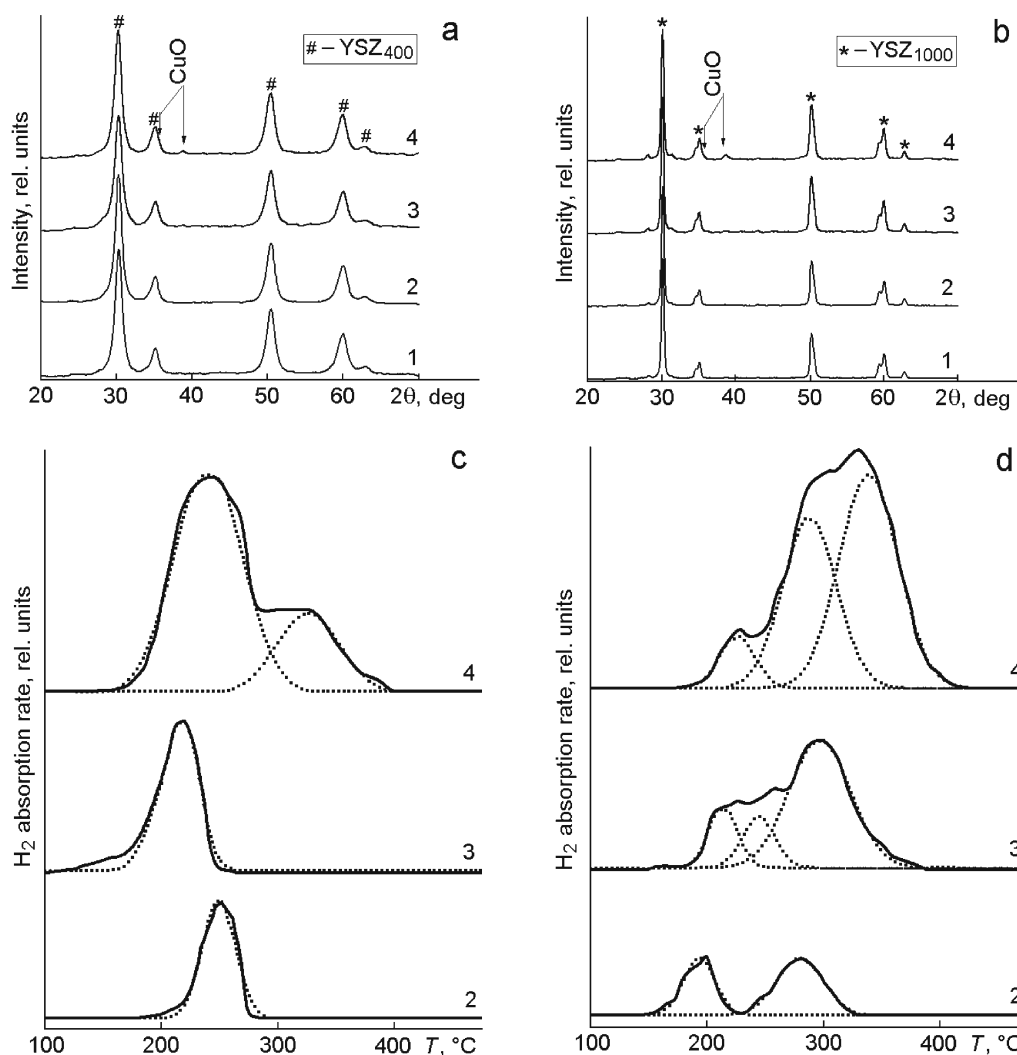 a
# – YSZ400
CuO
#
#
#
#
#
4
3
2
1
Intensity, rel. units
20
30
40
50
60
2θ, deg
b
* – YSZ1000
CuO
*
*
*
*
*
4
3
2
1
Intensity, rel. units
20
30
40
50
60
2θ, deg
c
4
3
2
H2 absorption rate, rel. units
100
200
300
400
T, °C
d
4
3
2
H2 absorption rate, rel. units
100
200
300
400
T, °C